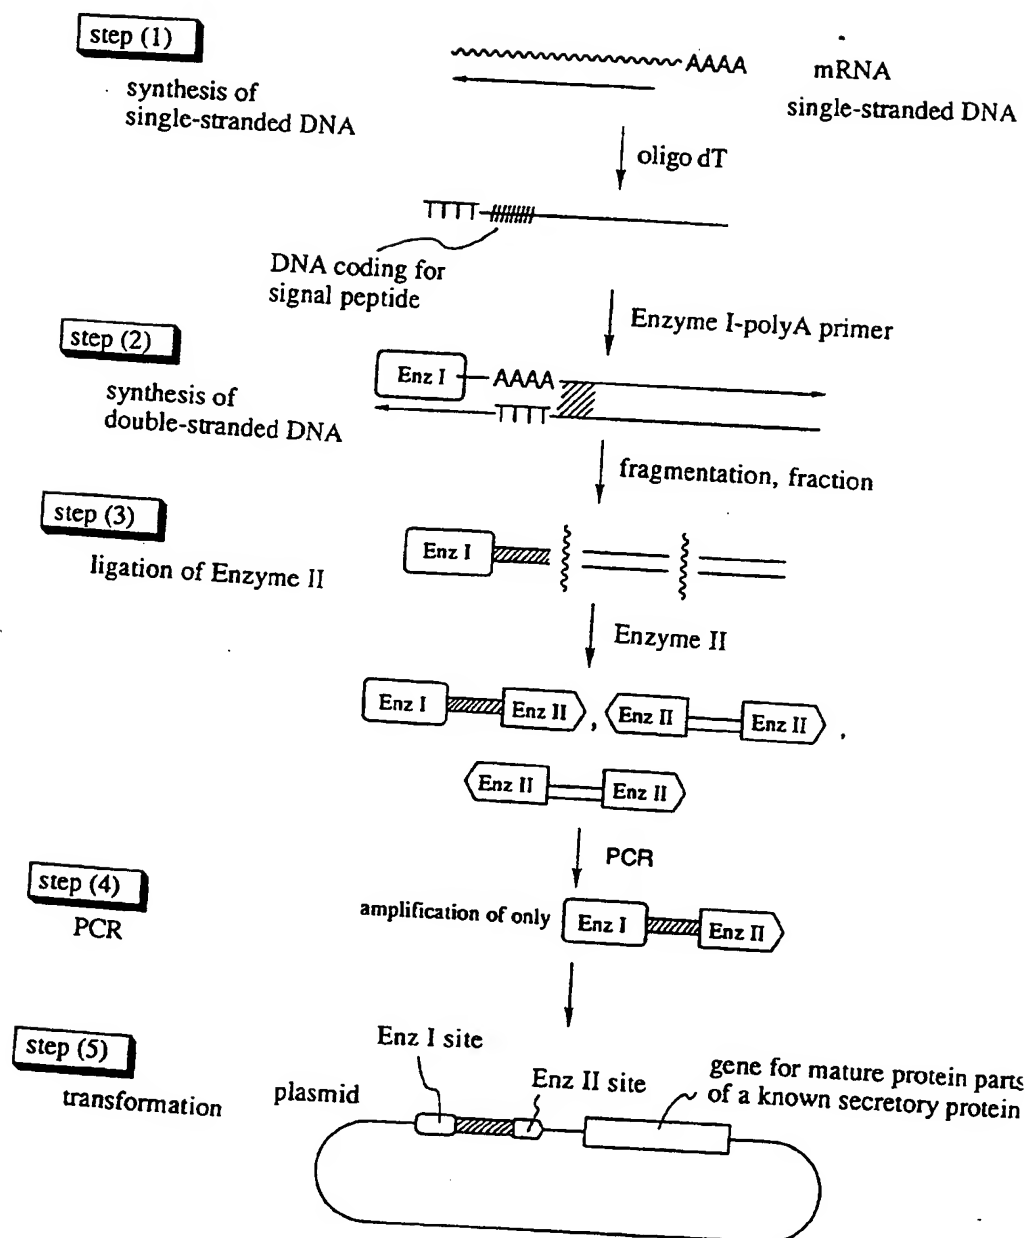 step (1)
AAAA
mRNA
synthesis of
single-stranded DNA
single-stranded DNA
oligo dT
TTTT
DNA coding for
signal peptide
Enzyme I-polyA primer
step (2)
Enz I
AAAA
synthesis of
double-stranded DNA
TTTT
fragmentation, fraction
step (3)
Enz I
ligation of Enzyme II
Enzyme II
Enz I
Enz II
,
Enz II
Enz II
,
Enz II
Enz II
PCR
step (4)
PCR
amplification of only
Enz I
Enz II
step (5)
transformation
Enz I site
plasmid
Enz II site
gene for mature protein parts
of a known secretory protein